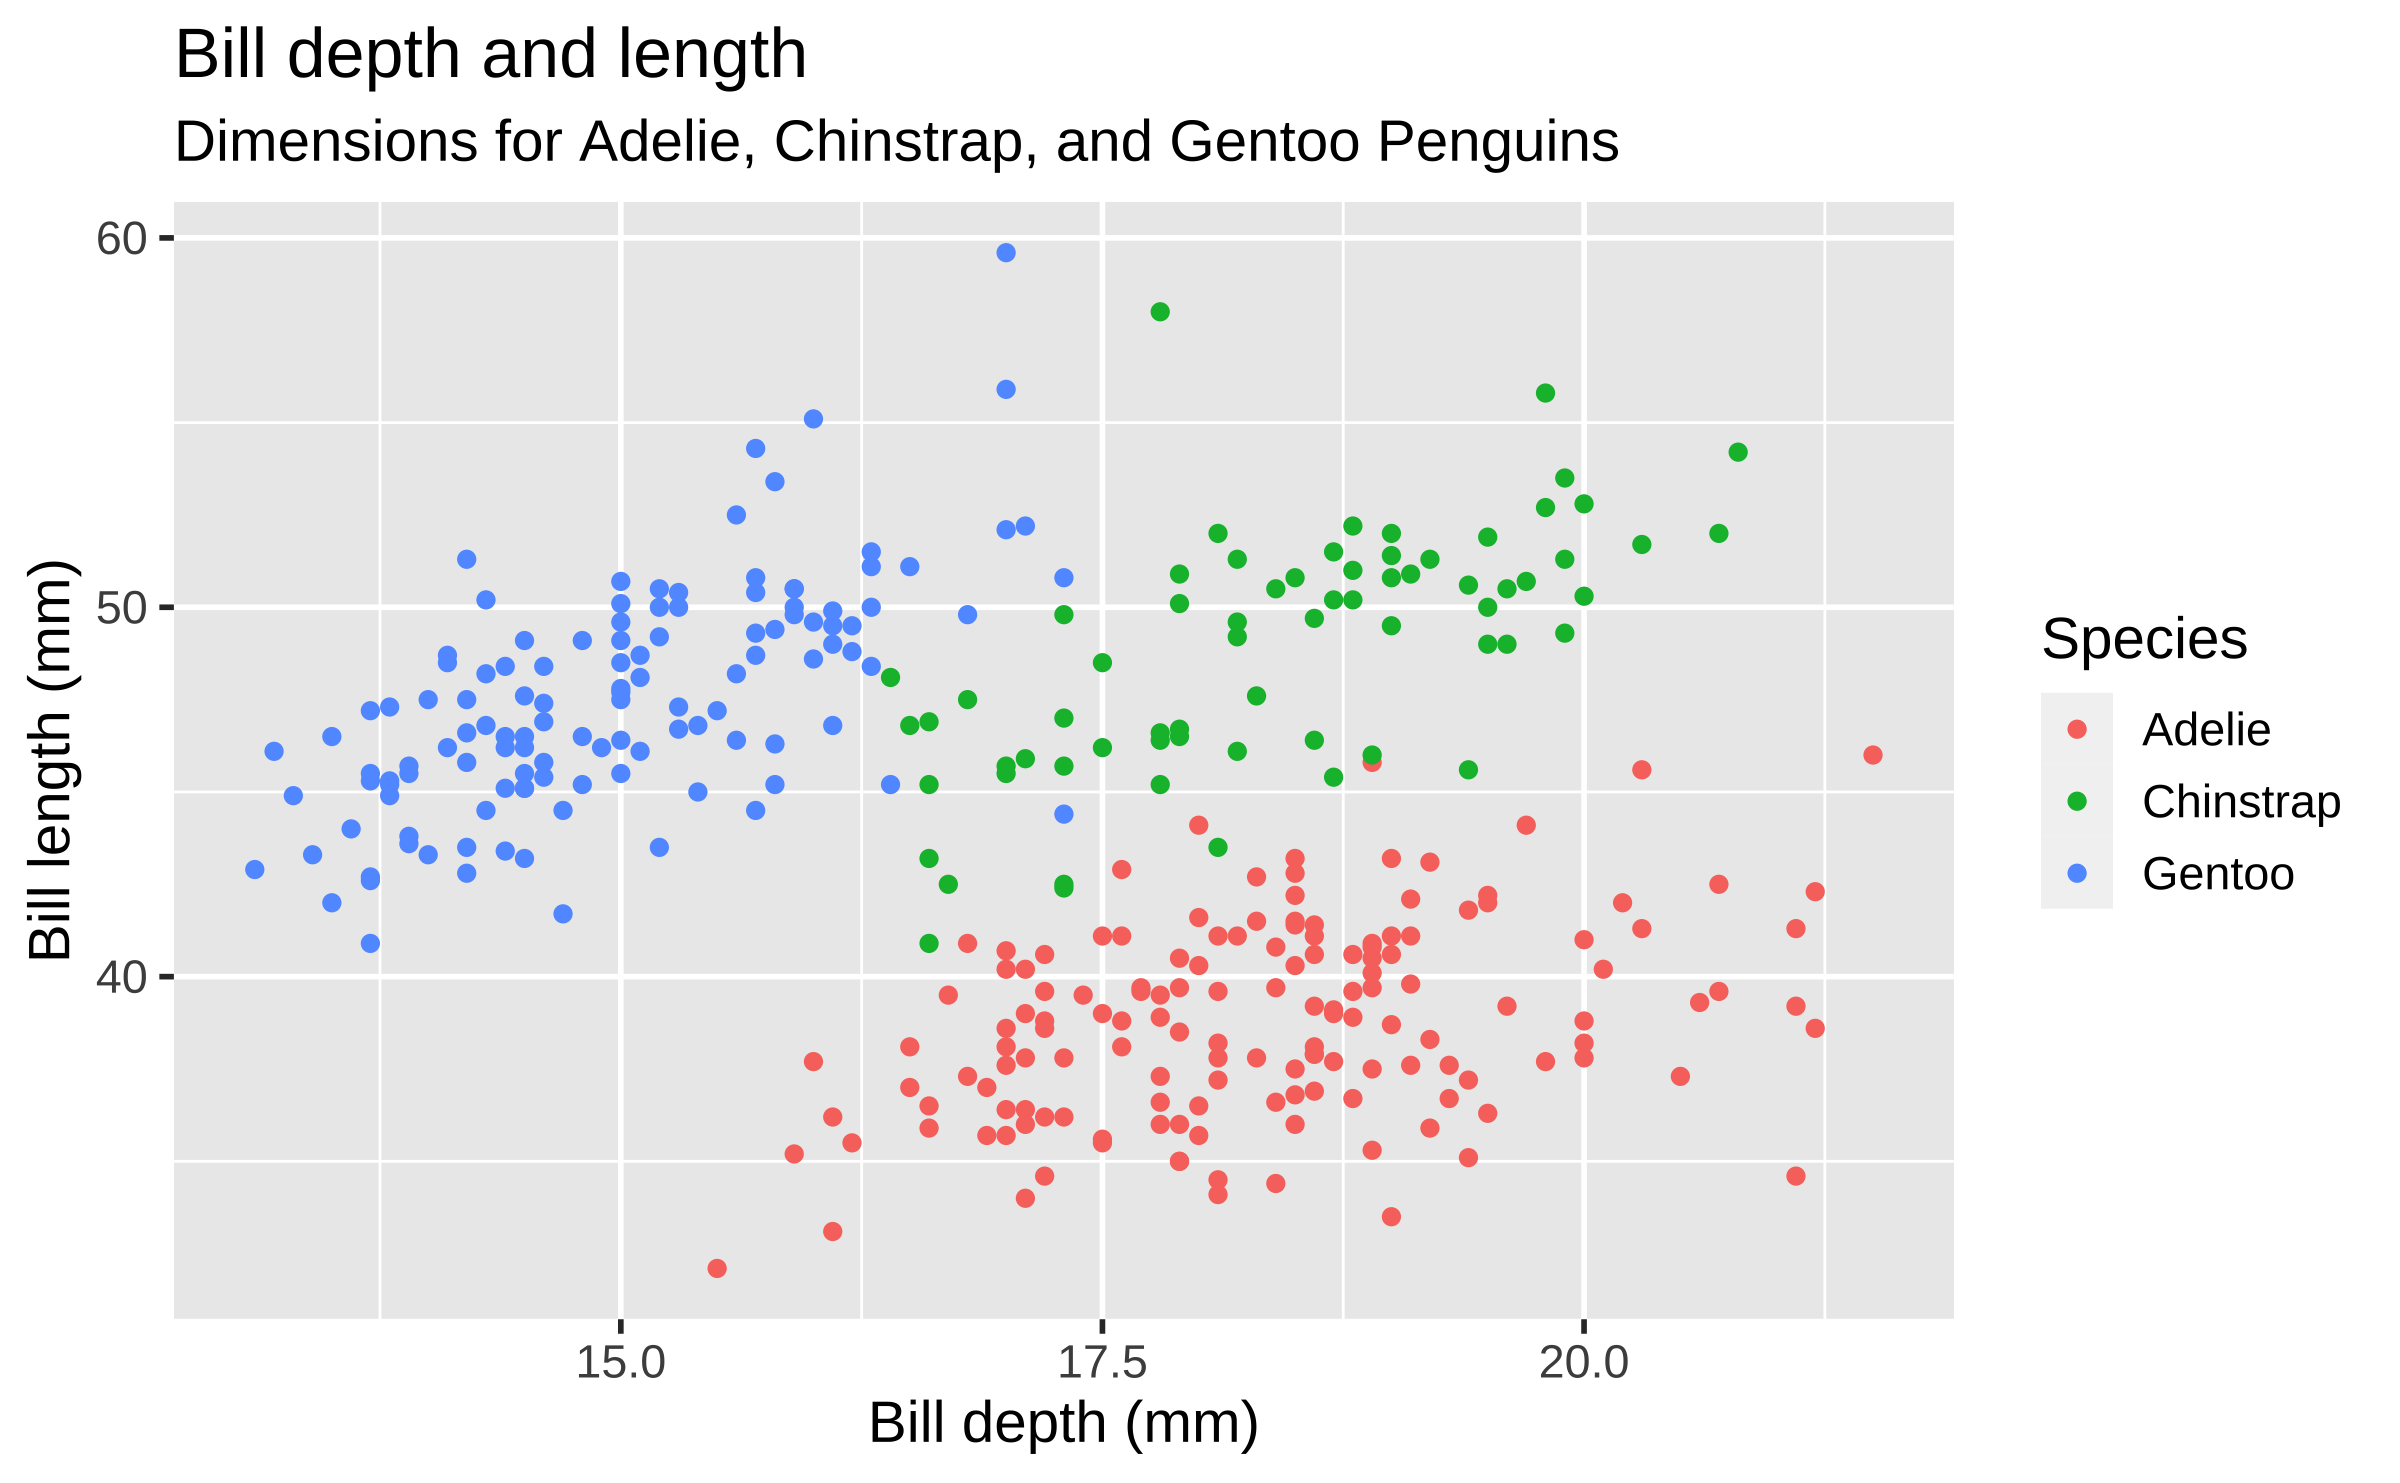 Bill depth and length
Dimensions for Adelie, Chinstrap, and Gentoo Penguins
Bill length (mm)
60
50
40
15.0
17.5
20.0
Bill depth (mm)
Species
Adelie
Chinstrap
Gentoo